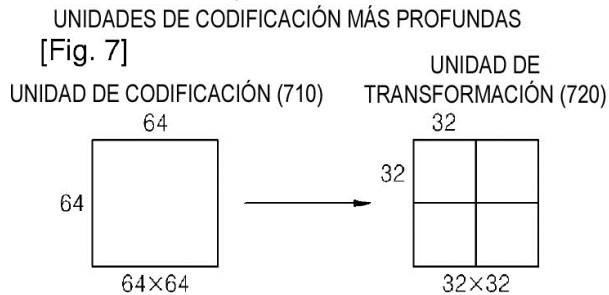 UNIDADES DE CODIFICACIÓN MÁS PROFUNDAS
[Fig. 7]
UNIDAD DE CODIFICACIÓN (710)
UNIDAD DE
TRANSFORMACIÓN (720)
64
32
64
32
64×64
32×32